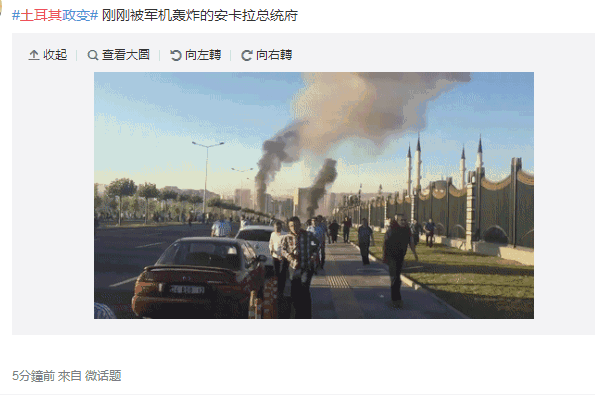 #土耳其政变# 刚刚被军机轰炸的安卡拉总统府
收起 查看大圖 向左轉 向右轉
5分鐘前 來自 微话题